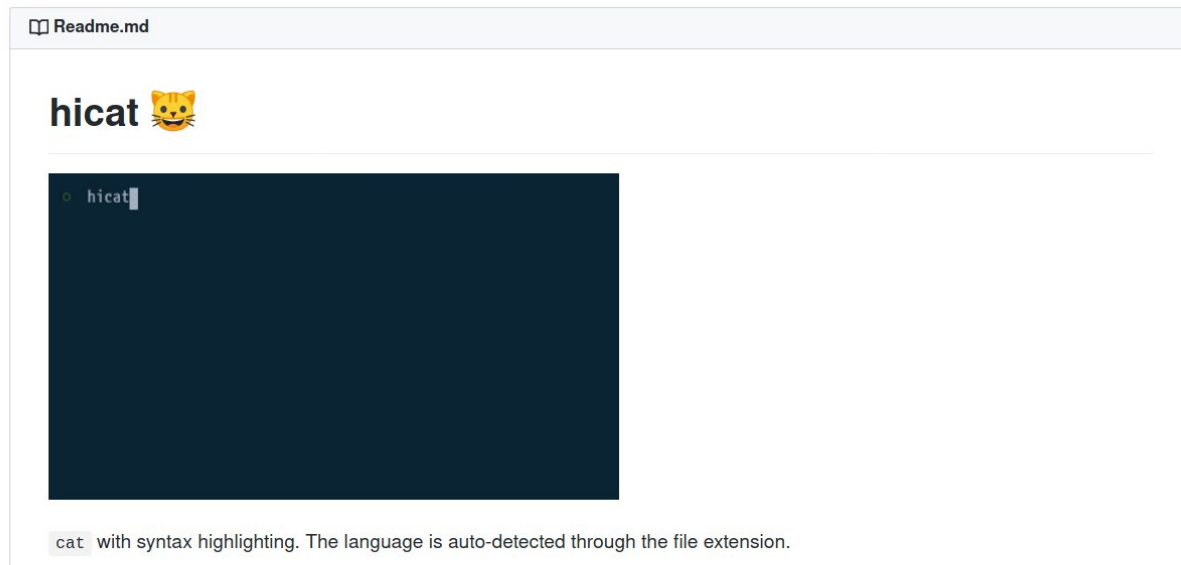 Readme.md
hicat 😺
hicat
cat with syntax highlighting. The language is auto-detected through the file extension.